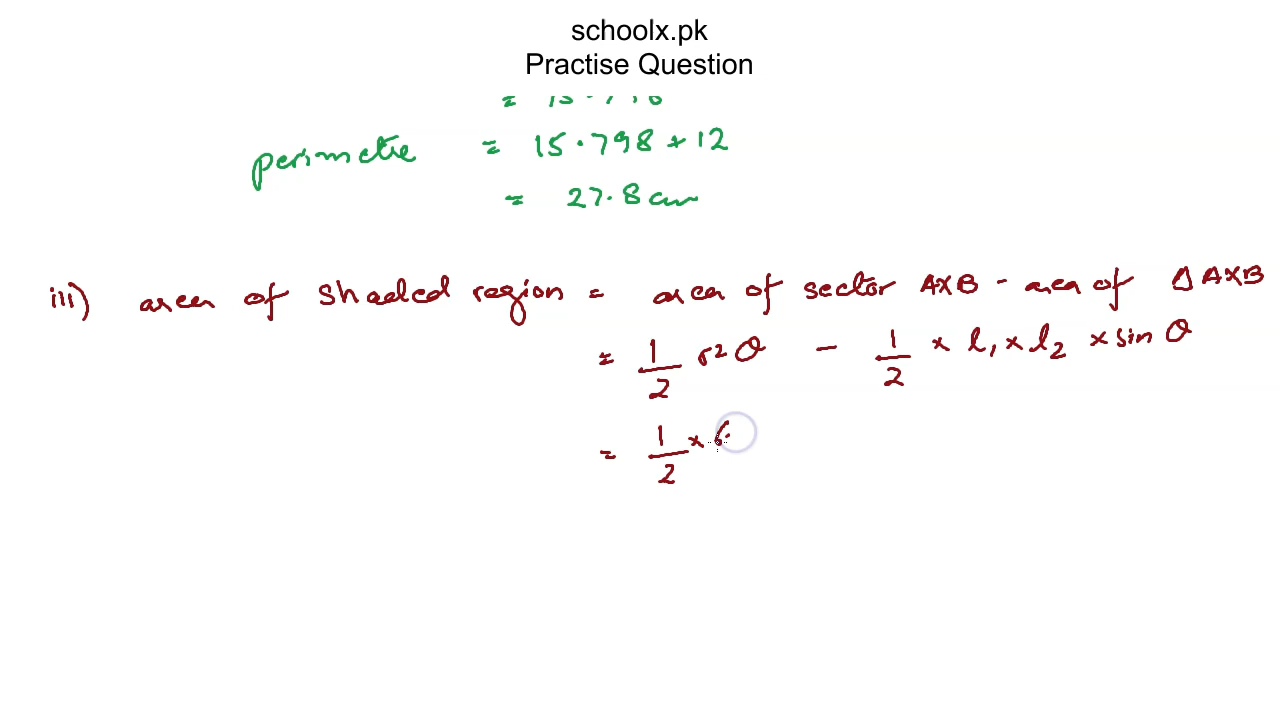 schoolx.pk
Practise Question
perimetre = 15.798 + 12
= 27.8 cm
iii) area of shaded region = area of sector AXB - area of Δ AXB
= 1/2 r² θ - 1/2 × l₁ × l₂ × sin θ
= 1/2 × 6